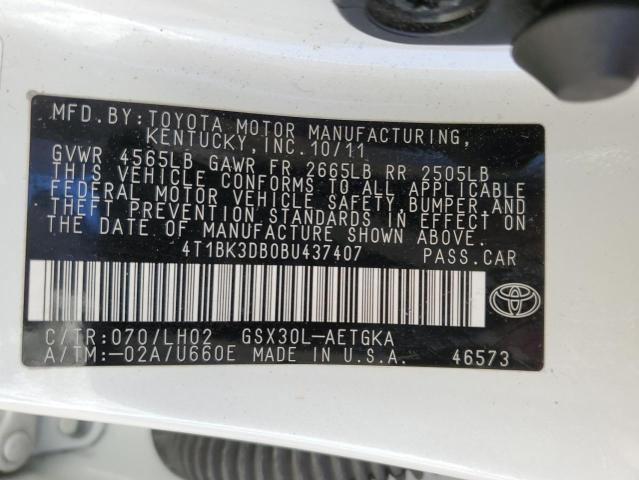 MFD.BY:TOYOTA MOTOR MANUFACTURING,
KENTUCKY, INC.10/11
GVWR 4565LB GAWR FR 2665LB RR 2505LB
THIS VEHICLE CONFORMS TO ALL APPLICABLE
FEDERAL MOTOR VEHICLE SAFETY, BUMPER AND
THEFT PREVENTION STANDARDS IN EFFECT ON
THE DATE OF MANUFACTURE SHOWN ABOVE.
4T1BK3DB0BU437407 PASS.CAR
C/TR:070/LH02 GSX30L-AETGKA
A/TM:-02A/U660E MADE IN U.S.A. 46573